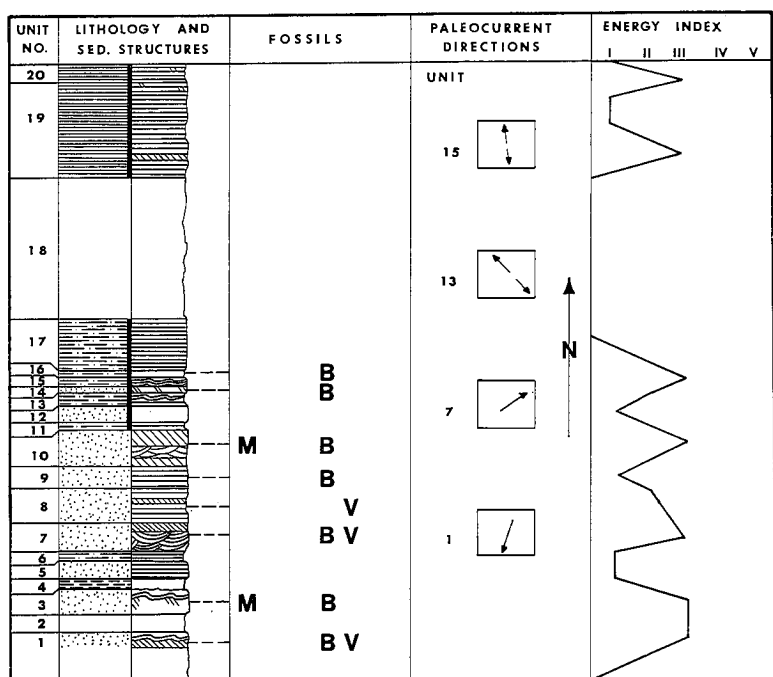 UNIT NO.
LITHOLOGY AND SED. STRUCTURES
FOSSILS
PALEOCURRENT DIRECTIONS
ENERGY INDEX
I II III IV V
UNIT
20
19
18
17
16
15
14
13
12
11
10
9
8
7
6
5
4
3
2
1
B
B
M B
B
V
B V
M B
B V
15
13
7
1
N